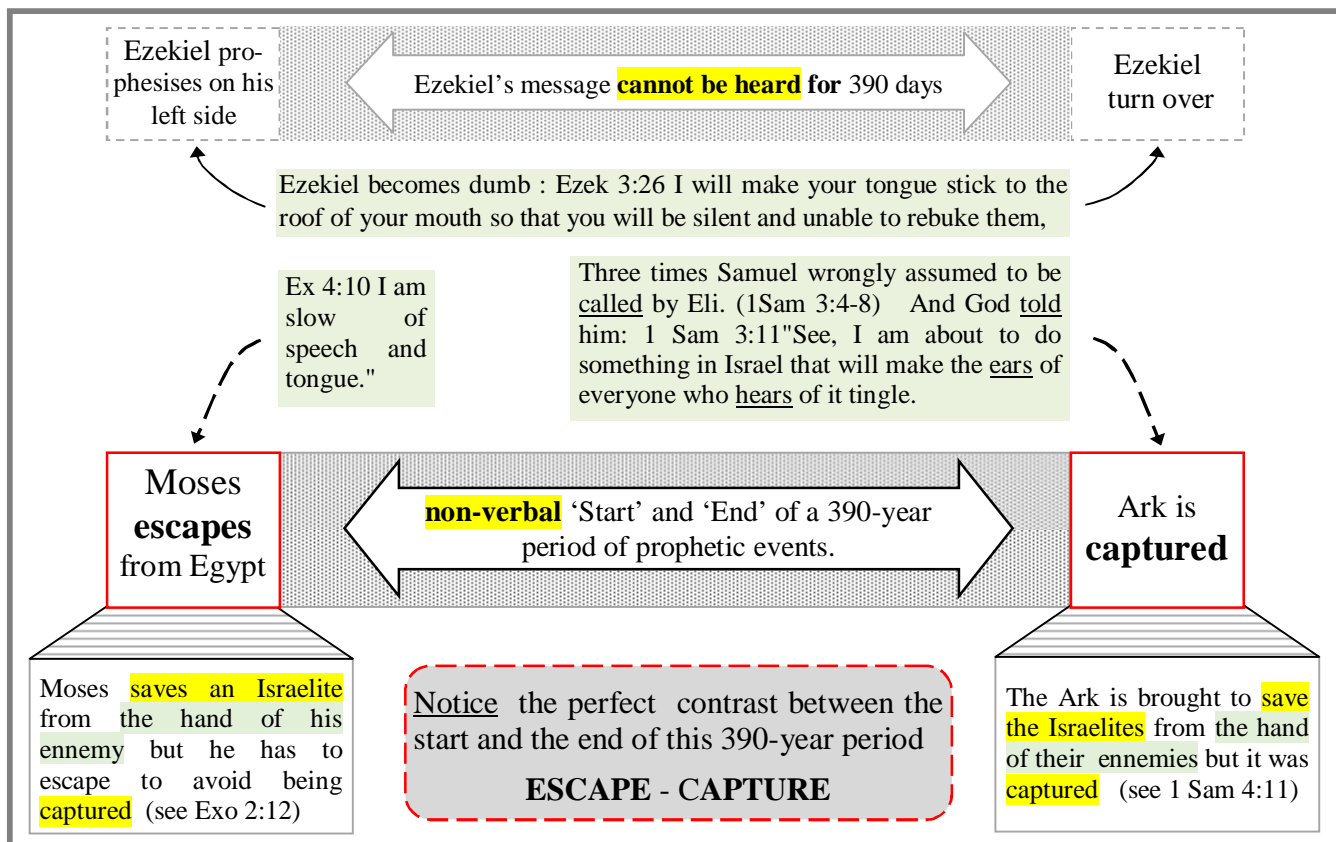 Ezekiel pro-
phesises on his
left side
Ezekiel’s message cannot be heard for 390 days
Ezekiel
turn over
Ezekiel becomes dumb : Ezek 3:26 I will make your tongue stick to the
roof of your mouth so that you will be silent and unable to rebuke them,
Ex 4:10 I am
slow of
speech and
tongue."
Three times Samuel wrongly assumed to be
called by Eli. (1Sam 3:4-8) And God told
him: 1 Sam 3:11"See, I am about to do
something in Israel that will make the ears of
everyone who hears of it tingle.
Moses
escapes
from Egypt
non-verbal ‘Start’ and ‘End’ of a 390-year
period of prophetic events.
Ark is
captured
Moses saves an Israelite
from the hand of his
ennemy but he has to
escape to avoid being
captured (see Exo 2:12)
Notice the perfect contrast between the
start and the end of this 390-year period
ESCAPE - CAPTURE
The Ark is brought to save
the Israelites from the hand
of their ennemies but it was
captured (see 1 Sam 4:11)